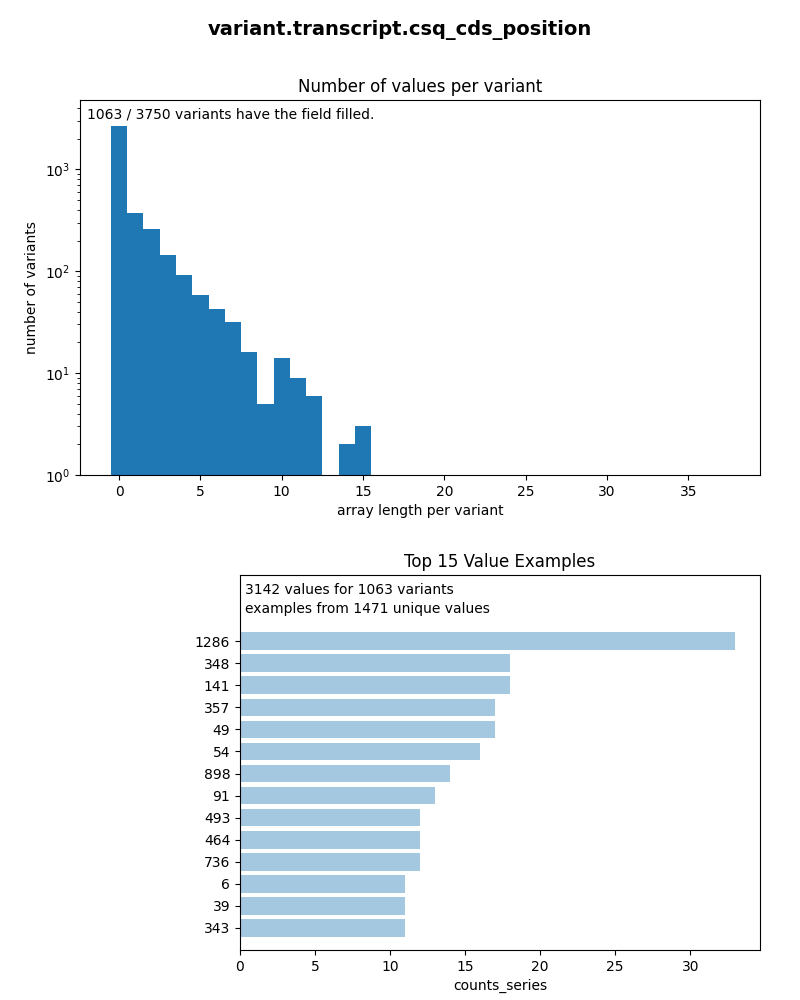 variant.transcript.csq_cds_position
Number of values per variant
1063 / 3750 variants have the field filled.
10³
10²
10¹
10⁰
number of variants
0 5 10 15 20 25 30 35
array length per variant
Top 15 Value Examples
3142 values for 1063 variants
examples from 1471 unique values
1286
348
141
357
49
54
898
91
493
464
736
6
39
343
0 5 10 15 20 25 30
counts_series